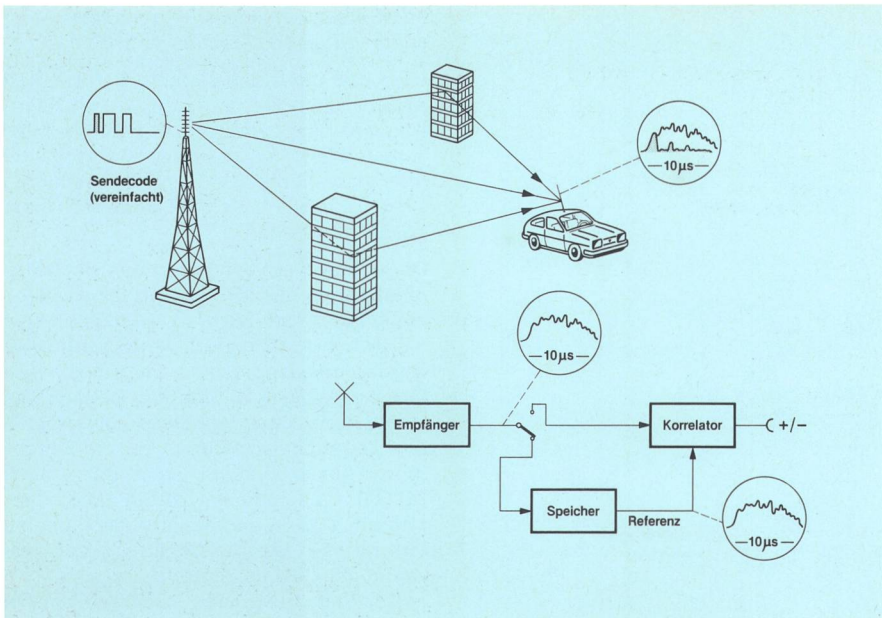 Sendecode
(vereinfacht)
—10µs—
—10µs—
Empfänger
Korrelator
+/−
Speicher
Referenz
—10µs—